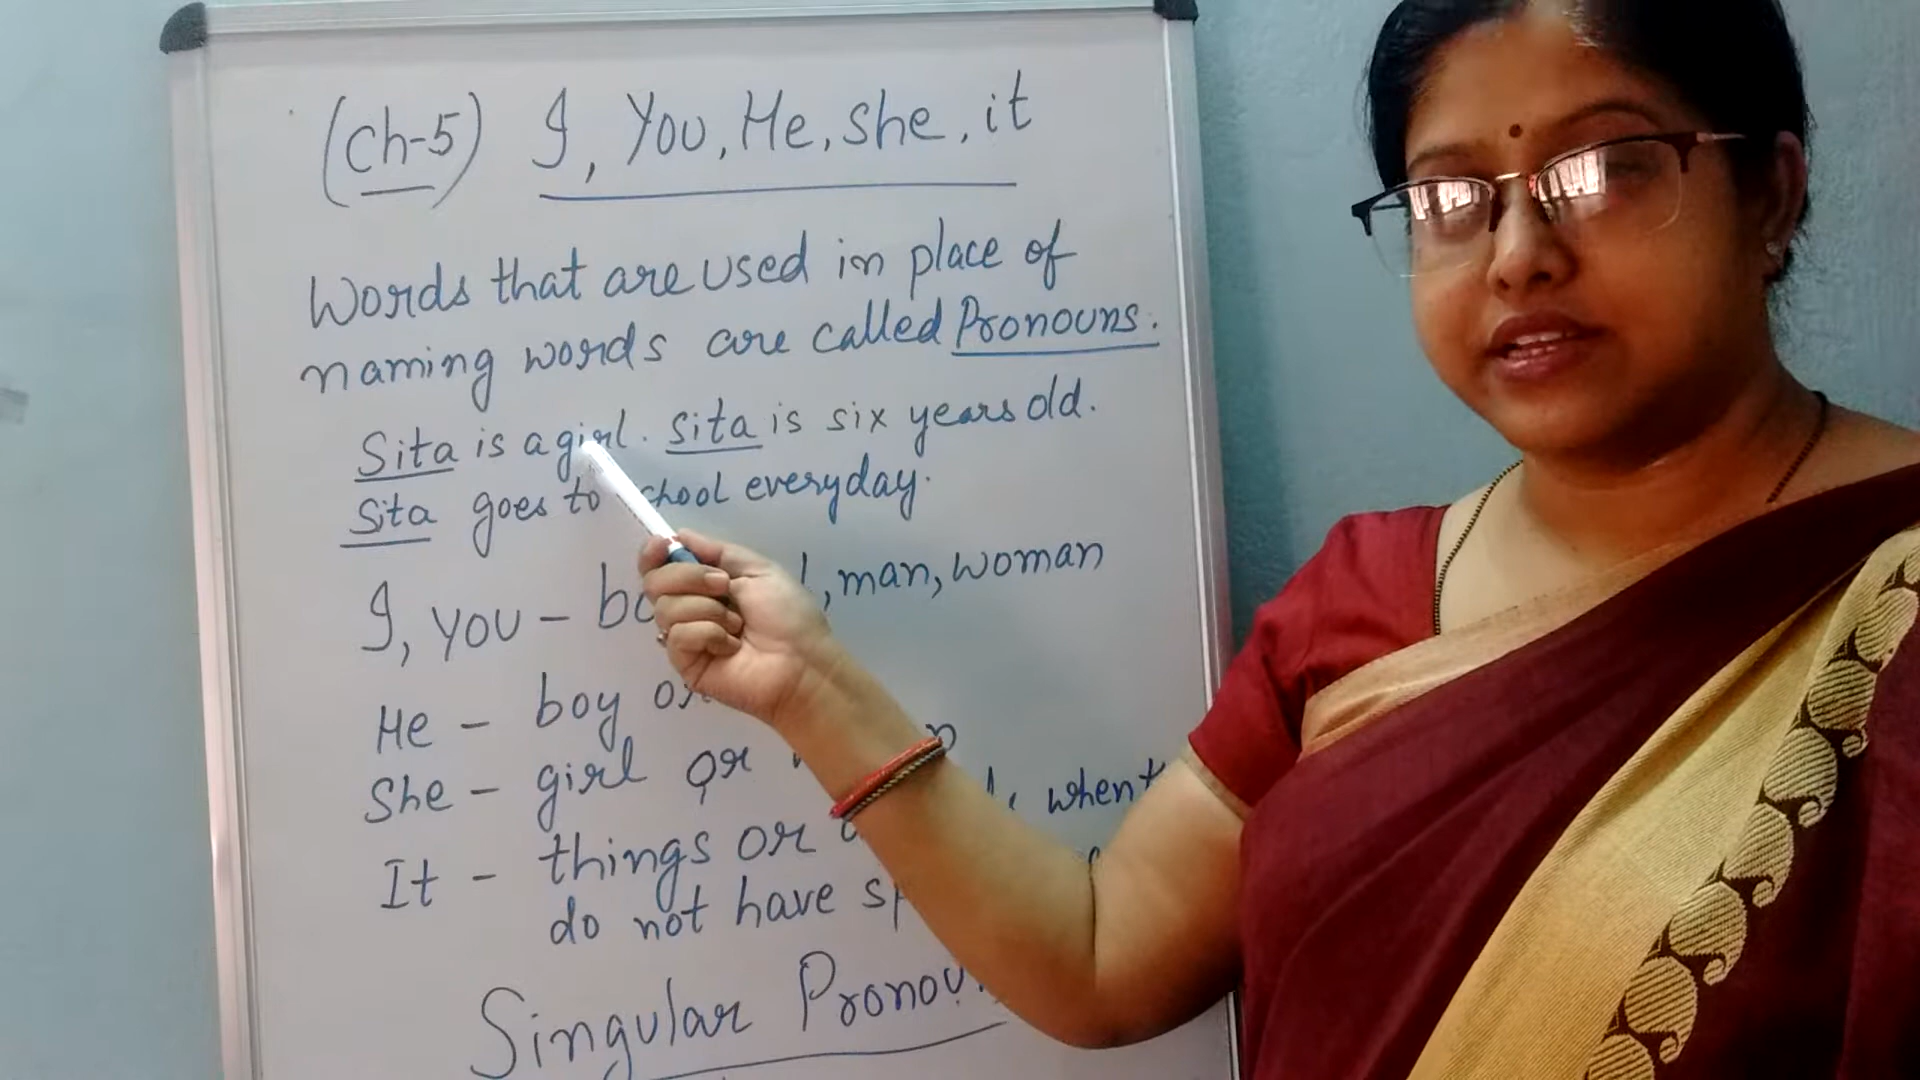 (Ch-5) I, You, He, She, it
Words that are used in place of
naming words are called Pronouns.
Sita is a girl. Sita is six years old.
Sita goes to school everyday.
I, you - man, woman
He - boy or
She - girl or
It - things or when
do not have
Singular